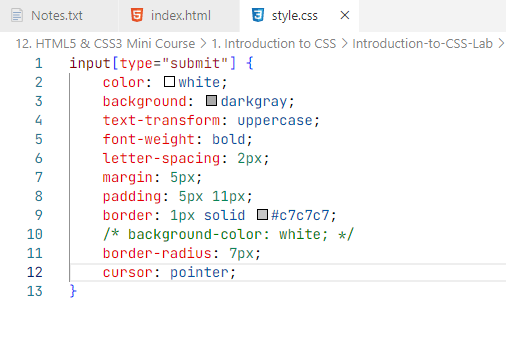 Notes.txt index.html style.css
12. HTML5 & CSS3 Mini Course > 1. Introduction to CSS > Introduction-to-CSS-Lab >
1 input[type="submit"] {
2 color: white;
3 background: darkgray;
4 text-transform: uppercase;
5 font-weight: bold;
6 letter-spacing: 2px;
7 margin: 5px;
8 padding: 5px 11px;
9 border: 1px solid #c7c7c7;
10 /* background-color: white; */
11 border-radius: 7px;
12 cursor: pointer;
13 }